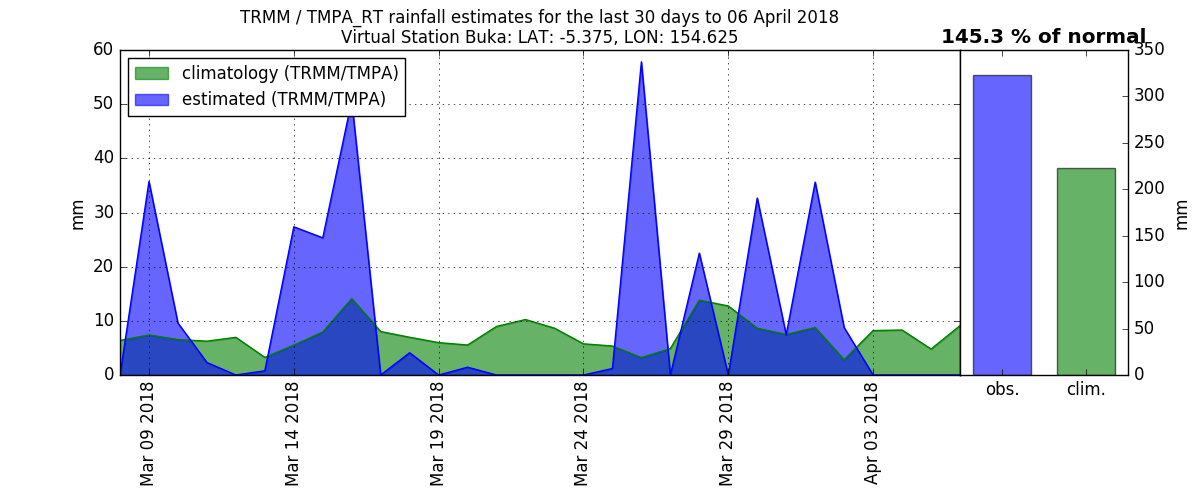 TRMM / TMPA_RT rainfall estimates for the last 30 days to 06 April 2018
Virtual Station Buka: LAT: -5.375, LON: 154.625
145.3 % of normal
climatology (TRMM/TMPA)
estimated (TRMM/TMPA)
60
50
40
30
20
10
0
mm
Mar 09 2018
Mar 14 2018
Mar 19 2018
Mar 24 2018
Mar 29 2018
Apr 03 2018
obs.
clim.
350
300
250
200
150
100
50
0
mm